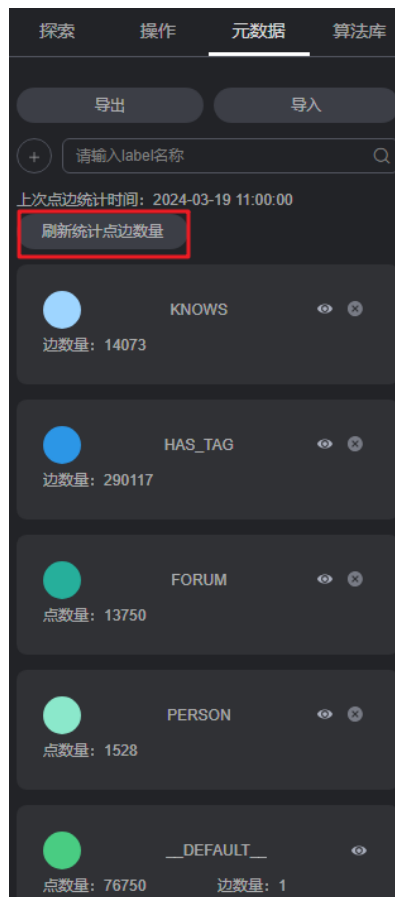 探索 操作 元数据 算法库
导出 导入
+ 请输入label名称
上次点边统计时间：2024-03-19 11:00:00
刷新统计点边数量
KNOWS
边数量：14073
HAS_TAG
边数量：290117
FORUM
点数量：13750
PERSON
点数量：1528
__DEFAULT__
点数量：76750 边数量：1